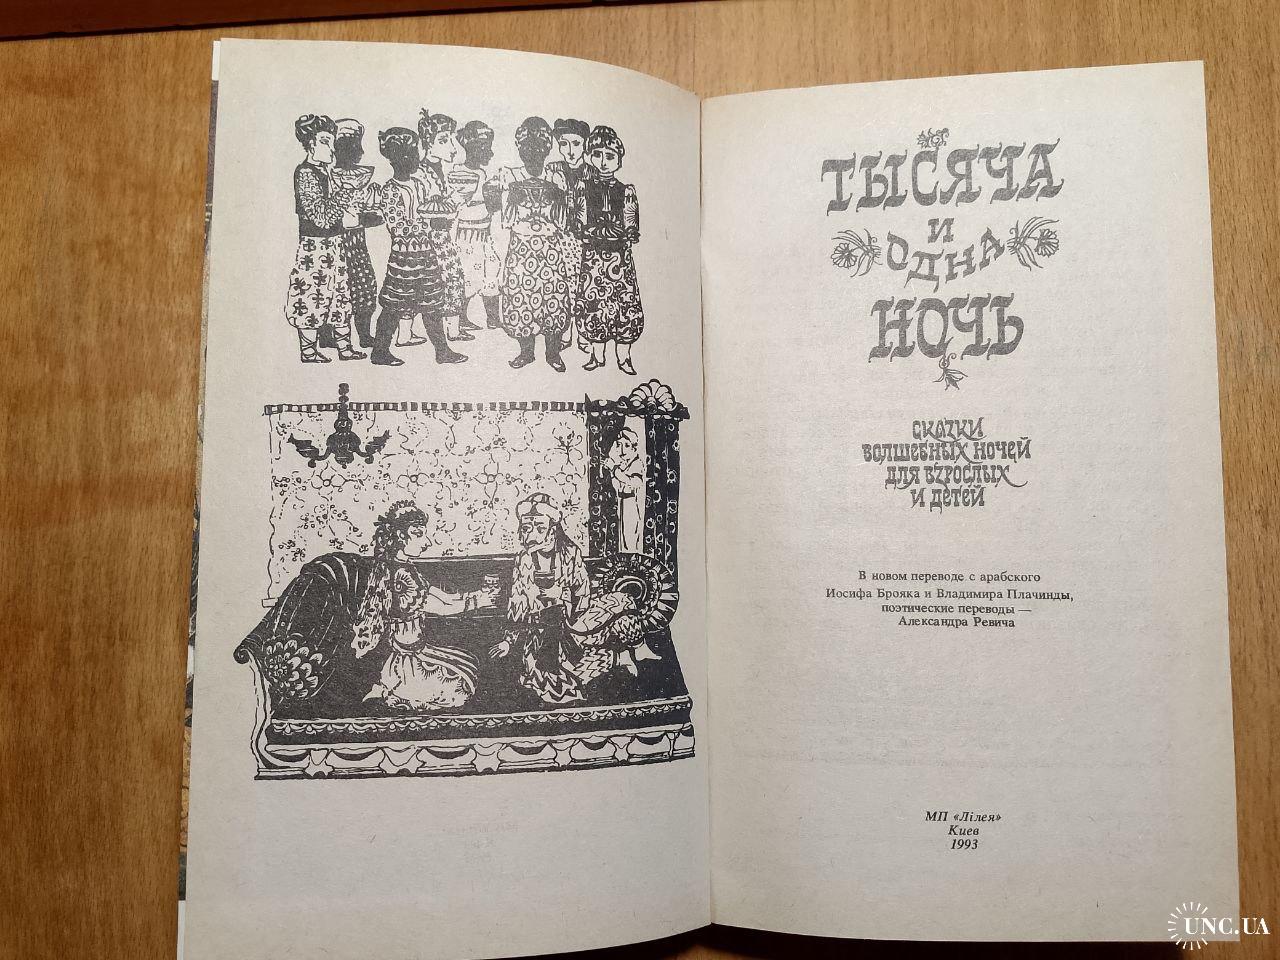 ТЫСЯЧА
И
ОДНА
НОЧЬ
СКАЗКИ
ВОЛШЕБНЫХ НОЧЕЙ
ДЛЯ ВЗРОСЛЫХ
И ДЕТЕЙ
В новом переводе с арабского
Иосифа Брояка и Владимира Плачинды,
поэтические переводы —
Александра Ревича
МП «Лілея»
Киев
1993
UNC.UA